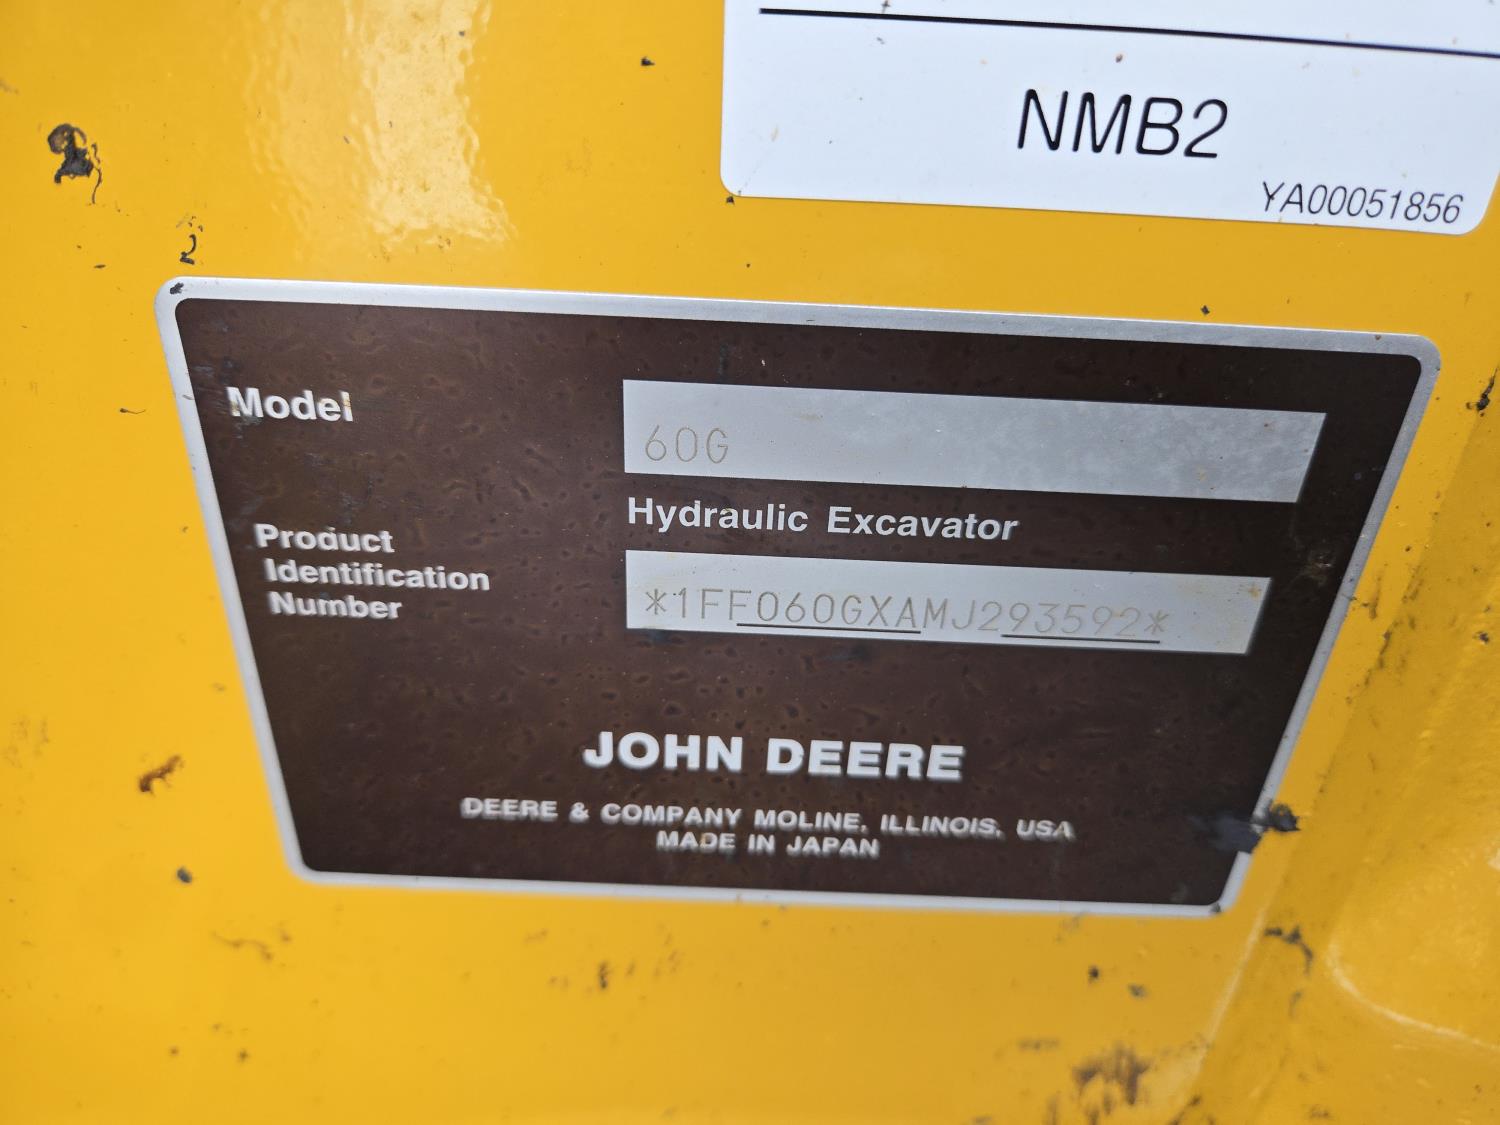 NMB2
YA00051856
Model
60G
Hydraulic Excavator
Product
Identification
Number
*1FF060GXAMJ293592*
JOHN DEERE
DEERE & COMPANY MOLINE, ILLINOIS, USA
MADE IN JAPAN